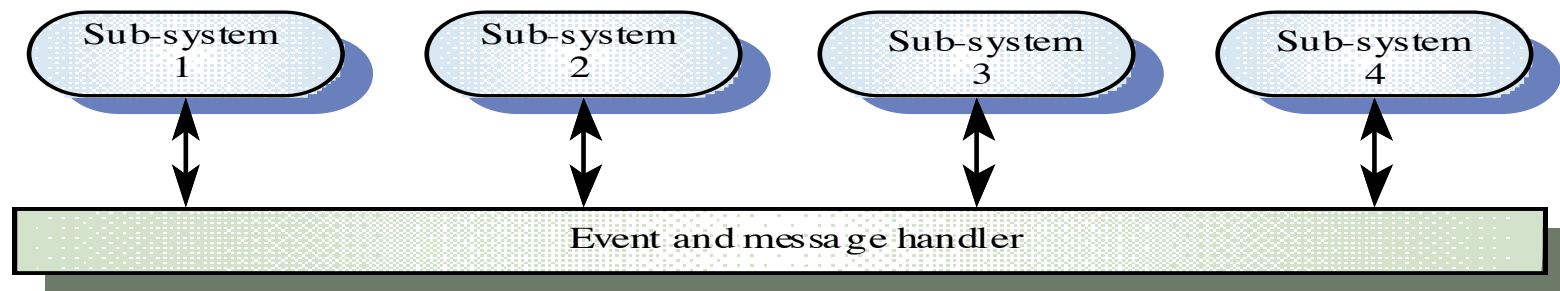 Sub-system
1
Sub-system
2
Sub-system
3
Sub-system
4
Event and message handler